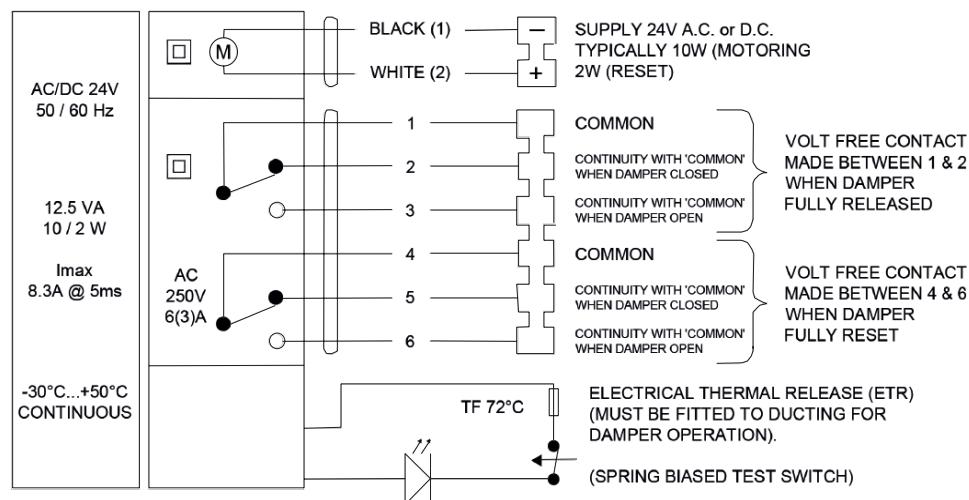 AC/DC 24V
50 / 60 Hz
12.5 VA
10 / 2 W
Imax
8.3A @ 5ms
-30°C...+50°C
CONTINUOUS
M
AC
250V
6(3)A
BLACK (1)
WHITE (2)
–
+
SUPPLY 24V A.C. or D.C.
TYPICALLY 10W (MOTORING
2W (RESET)
1
COMMON
2
CONTINUITY WITH 'COMMON'
WHEN DAMPER CLOSED
3
CONTINUITY WITH 'COMMON'
WHEN DAMPER OPEN
VOLT FREE CONTACT
MADE BETWEEN 1 & 2
WHEN DAMPER
FULLY RELEASED
4
COMMON
5
CONTINUITY WITH 'COMMON'
WHEN DAMPER CLOSED
6
CONTINUITY WITH 'COMMON'
WHEN DAMPER OPEN
VOLT FREE CONTACT
MADE BETWEEN 4 & 6
WHEN DAMPER
FULLY RESET
TF 72°C
ELECTRICAL THERMAL RELEASE (ETR)
(MUST BE FITTED TO DUCTING FOR
DAMPER OPERATION).
(SPRING BIASED TEST SWITCH)